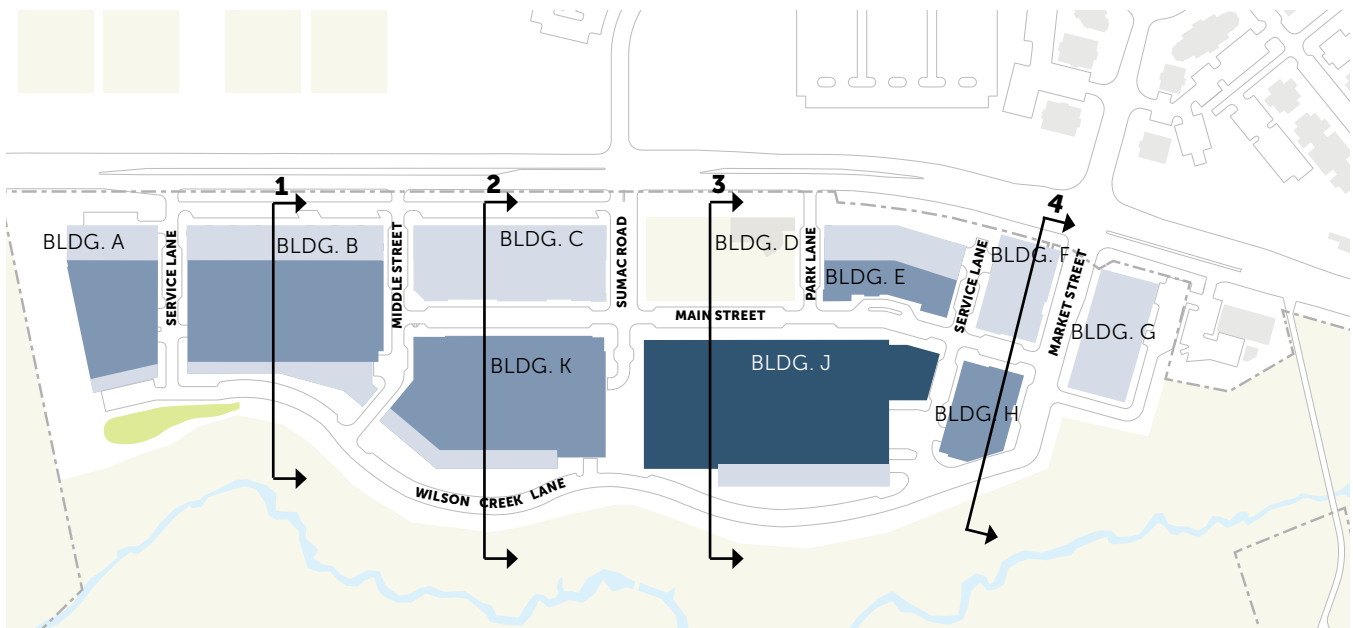 1
2
3
4
BLDG. A
SERVICE LANE
BLDG. B
MIDDLE STREET
BLDG. C
SUMAC ROAD
BLDG. D
PARK LANE
BLDG. E
SERVICE LANE
BLDG. F
MARKET STREET
BLDG. G
MAIN STREET
BLDG. K
BLDG. J
BLDG. H
WILSON CREEK LANE